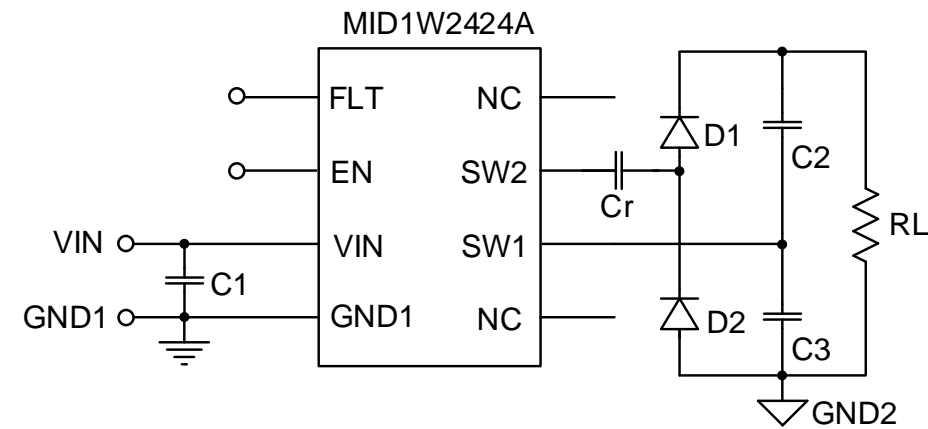 MID1W2424A
FLT
NC
D1
C2
EN
SW2
Cr
RL
VIN
VIN
SW1
C1
GND1
GND1
NC
D2
C3
GND2